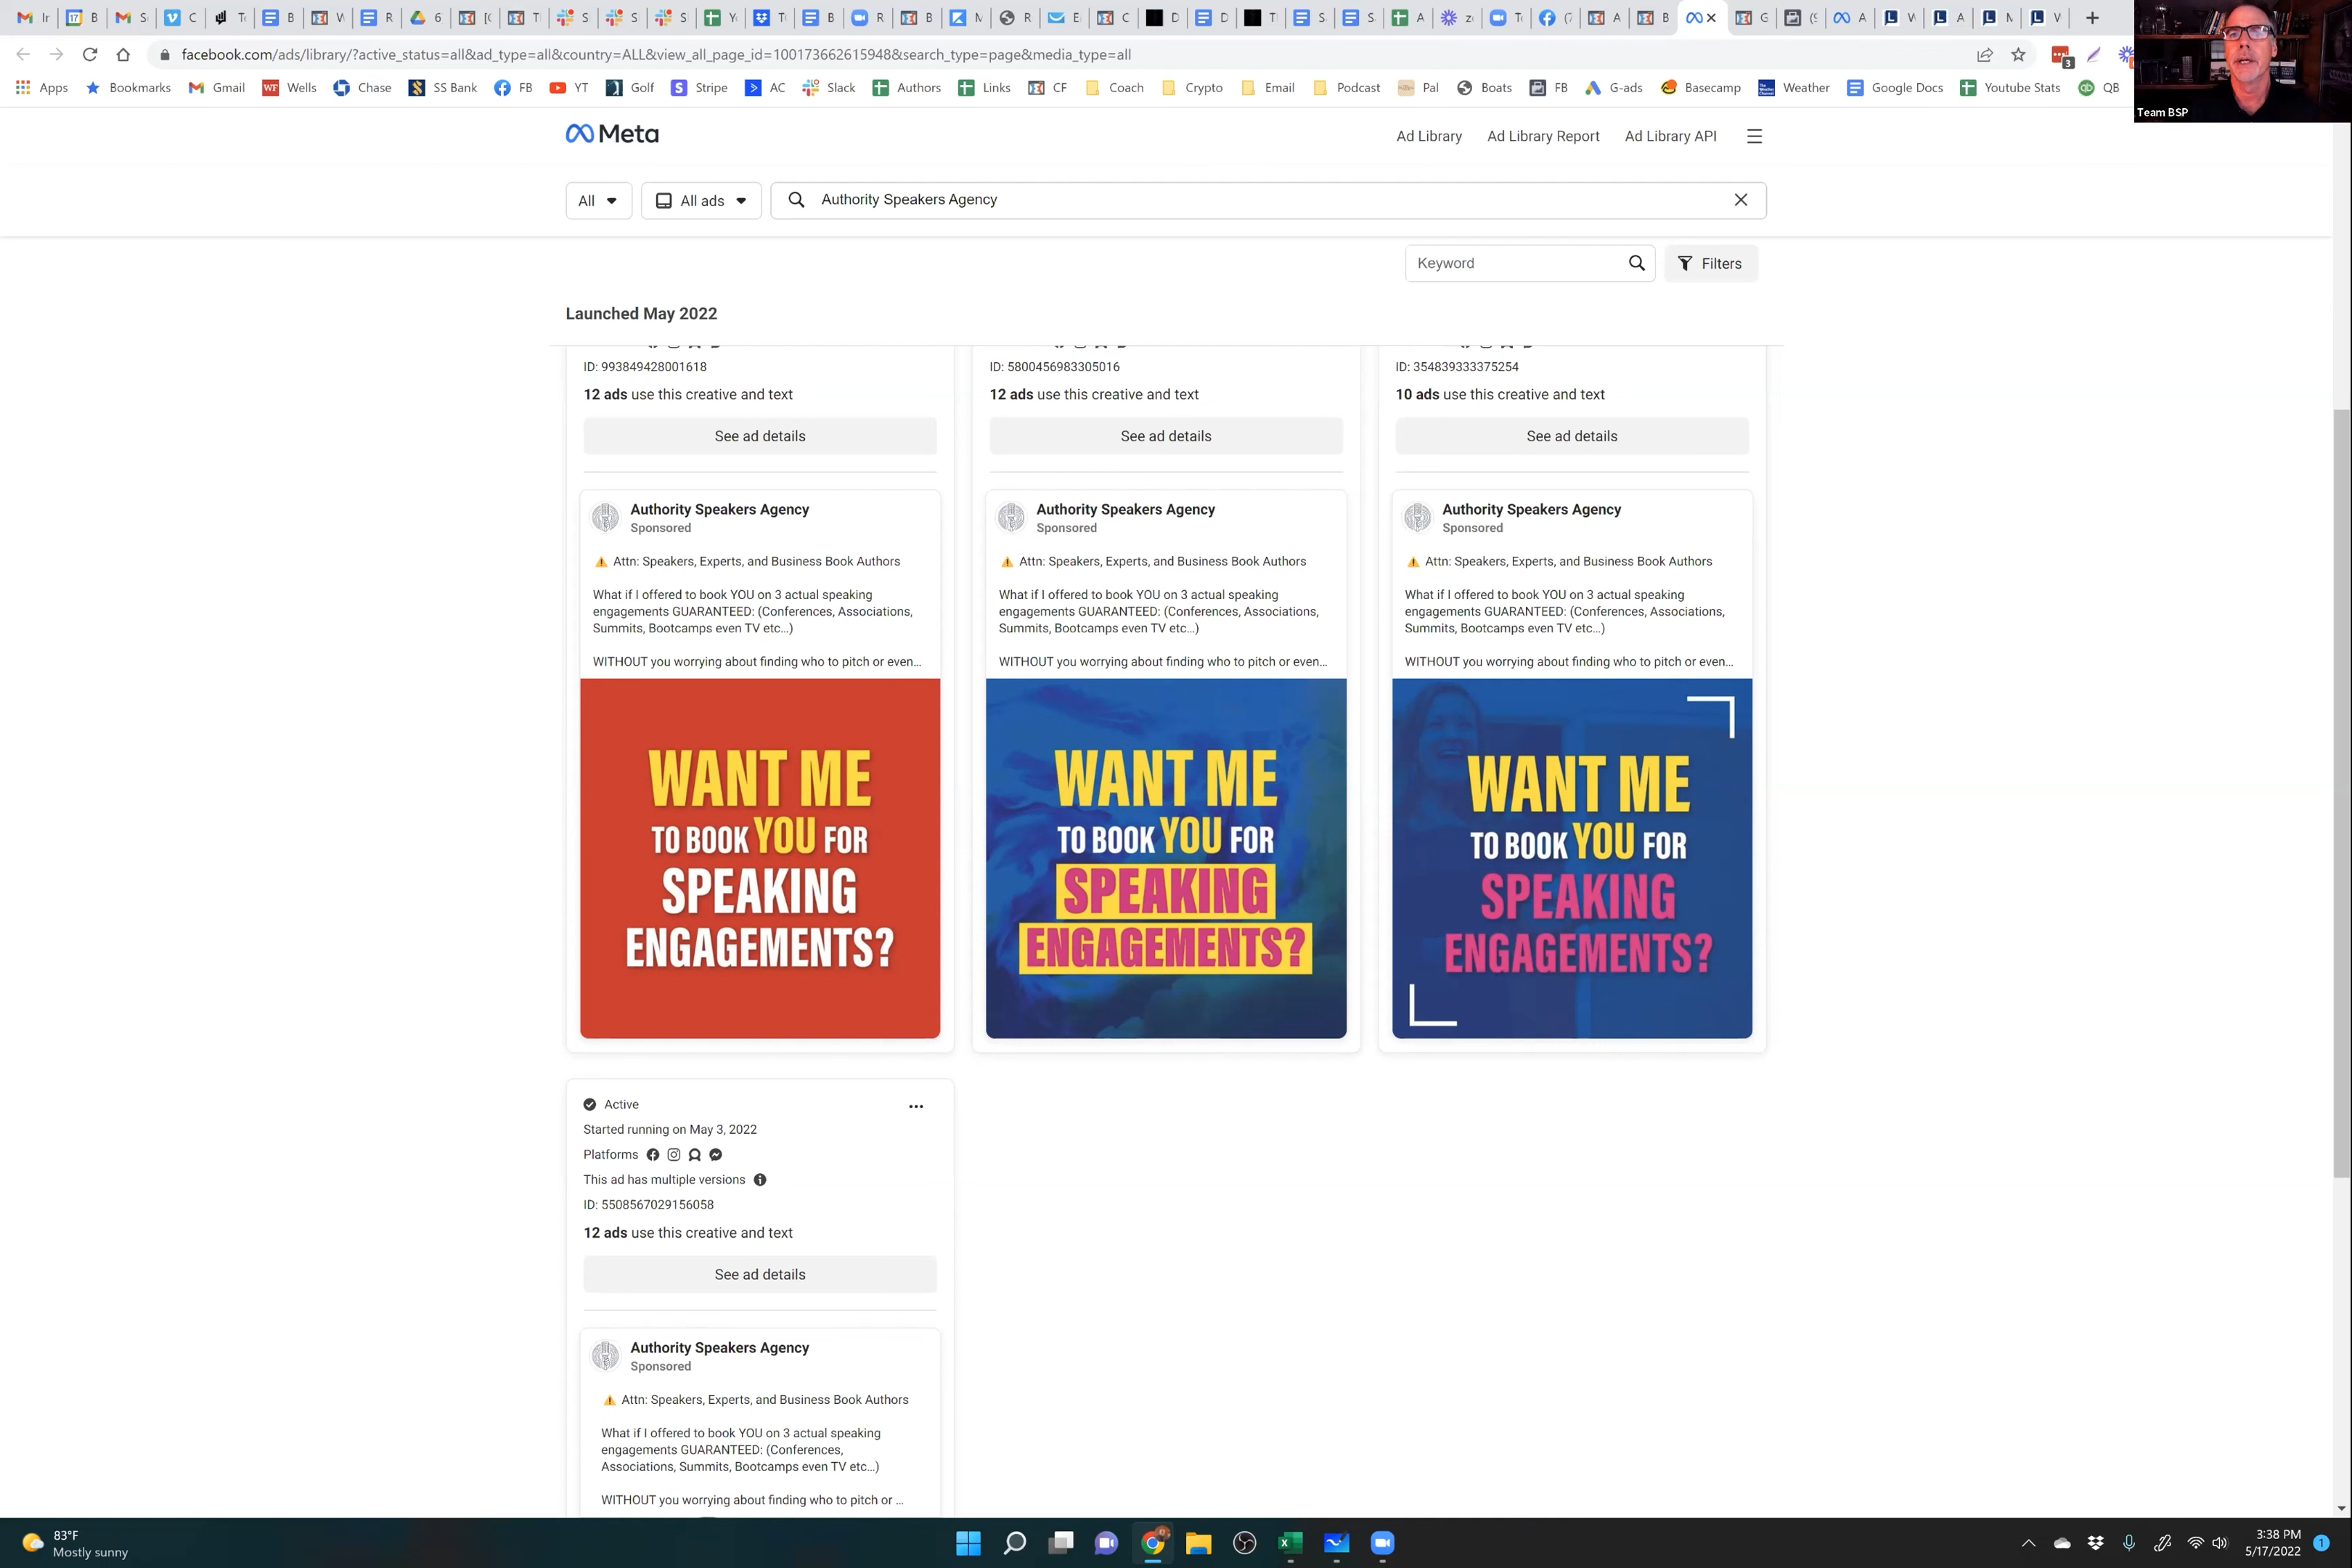 facebook.com/ads/library/?active_status=all&ad_type=all&country=ALL&view_all_page_id=100173662615948&search_type=page&media_type=all
Apps Bookmarks Gmail Wells Chase SS Bank FB YT Golf Stripe AC Slack Authors Links CF Coach Crypto Email Podcast Pal Boats FB G-ads Basecamp Weather Google Docs Youtube Stats QB
Team BSP
Meta
Ad Library Ad Library Report Ad Library API
All All ads Authority Speakers Agency
Keyword Filters
Launched May 2022
ID: 993849428001618
12 ads use this creative and text
See ad details
Authority Speakers Agency
Sponsored
⚠️ Attn: Speakers, Experts, and Business Book Authors
What if I offered to book YOU on 3 actual speaking
engagements GUARANTEED: (Conferences, Associations,
Summits, Bootcamps even TV etc...)
WITHOUT you worrying about finding who to pitch or even...
WANT ME
TO BOOK YOU FOR
SPEAKING
ENGAGEMENTS?
ID: 5800456983305016
12 ads use this creative and text
See ad details
Authority Speakers Agency
Sponsored
⚠️ Attn: Speakers, Experts, and Business Book Authors
What if I offered to book YOU on 3 actual speaking
engagements GUARANTEED: (Conferences, Associations,
Summits, Bootcamps even TV etc...)
WITHOUT you worrying about finding who to pitch or even...
WANT ME
TO BOOK YOU FOR
SPEAKING
ENGAGEMENTS?
ID: 354839333375254
10 ads use this creative and text
See ad details
Authority Speakers Agency
Sponsored
⚠️ Attn: Speakers, Experts, and Business Book Authors
What if I offered to book YOU on 3 actual speaking
engagements GUARANTEED: (Conferences, Associations,
Summits, Bootcamps even TV etc...)
WITHOUT you worrying about finding who to pitch or even...
WANT ME
TO BOOK YOU FOR
SPEAKING
ENGAGEMENTS?
Active
Started running on May 3, 2022
Platforms
This ad has multiple versions
ID: 5508567029156058
12 ads use this creative and text
See ad details
Authority Speakers Agency
Sponsored
⚠️ Attn: Speakers, Experts, and Business Book Authors
What if I offered to book YOU on 3 actual speaking
engagements GUARANTEED: (Conferences,
Associations, Summits, Bootcamps even TV etc...)
WITHOUT you worrying about finding who to pitch or ...
83°F
Mostly sunny
3:38 PM
5/17/2022